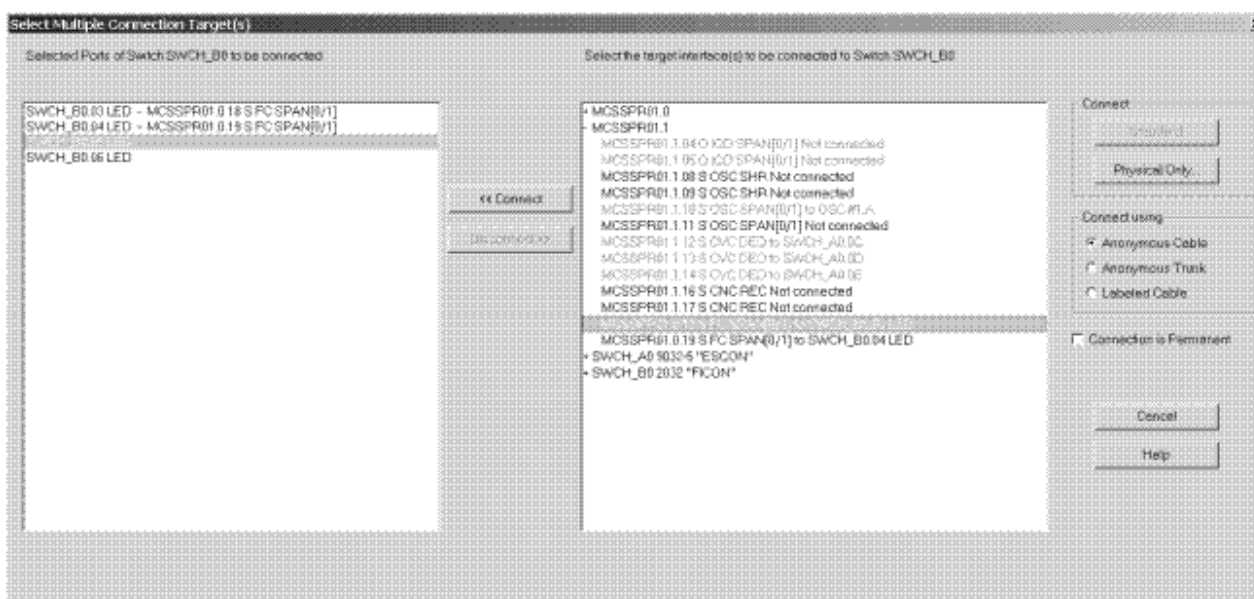 Select Multiple Connection Target(s)
Selected Ports of Switch SWCH_B0 to be connected
Select the target interface(s) to be connected to Switch SWCH_B0
SWCH_B0.03 LED - MCSSPR01.0.18 S FC SPAN[0/1]
SWCH_B0.04 LED - MCSSPR01.0.19 S FC SPAN[0/1]
SWCH_B0.06 LED
<< Connect
Disconnect >>
+ MCSSPR01.0
- MCSSPR01.1
MCSSPR01.1.04 O IQD SPAN[0/1] Not connected
MCSSPR01.1.05 O IQD SPAN[0/1] Not connected
MCSSPR01.1.08 S OSC SHR Not connected
MCSSPR01.1.09 S OSC SHR Not connected
MCSSPR01.1.10 S OSC SPAN[0/1] to OSC #1.A
MCSSPR01.1.11 S OSC SPAN[0/1] Not connected
MCSSPR01.1.12 S CVC DED to SWCH_A0.0C
MCSSPR01.1.13 S CVC DED to SWCH_A0.0D
MCSSPR01.1.14 S CVC DED to SWCH_A0.0E
MCSSPR01.1.16 S CNC REC Not connected
MCSSPR01.1.17 S CNC REC Not connected
MCSSPR01.0.19 S FC SPAN[0/1] to SWCH_B0.04 LED
+ SWCH_A0 9032-5 "ESCON"
+ SWCH_B0 2032 "FICON"
Connect
Physical Only...
Connect using
Anonymous Cable
Anonymous Trunk
Labeled Cable
Connection is Permanent
Cancel
Help